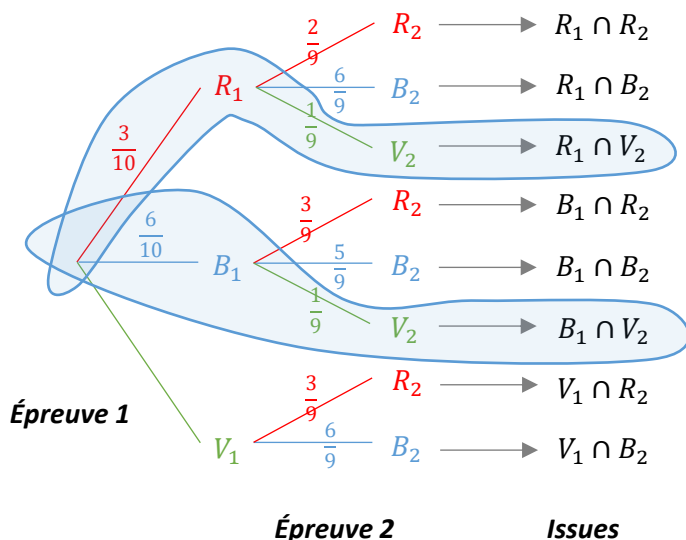 2/9 R₂ R₁ ∩ R₂
R₁ 6/9 B₂ R₁ ∩ B₂
3/10 1/9 V₂ R₁ ∩ V₂
3/9 R₂ B₁ ∩ R₂
6/10 B₁ 5/9 B₂ B₁ ∩ B₂
1/9 V₂ B₁ ∩ V₂
3/9 R₂ V₁ ∩ R₂
Épreuve 1
V₁ 6/9 B₂ V₁ ∩ B₂
Épreuve 2 Issues